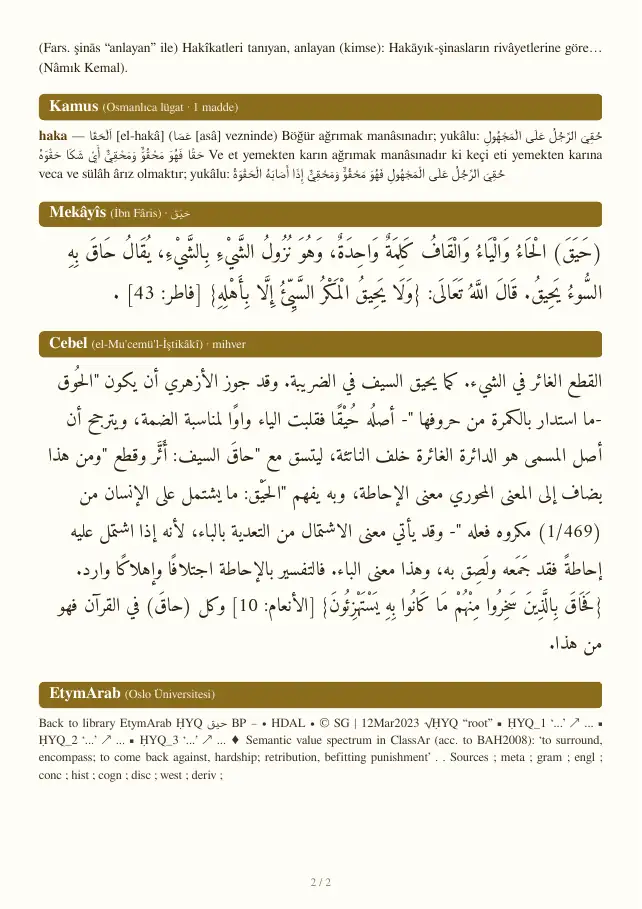 (Fars. şinās “anlayan” ile) Hakîkatleri tanıyan, anlayan (kimse): Hakāyık-şinasların rivâyetlerine göre…
(Nâmık Kemal).
Kamus (Osmanlıca lügat · 1 madde)
haka — اَلْحَقَا [el-hakâ] (عَصَا [asâ] vezninde) Böğür ağrımak manâsınadır; yukâlu: حُقِيَ الرَّجُلُ عَلَى الْمَجْهُولِ
حَقًا فَهُوَ مَحْقُوٌّ وَمَحْقِيٌّ أَيْ شَكَا حَقْوَهُ Ve et yemekten karın ağrımak manâsınadır ki keçi eti yemekten karına
veca ve sülâh ârız olmaktır; yukâlu: حُقِيَ الرَّجُلُ عَلَى الْمَجْهُولِ فَهُوَ مَحْقُوٌّ وَمَحْقِيٌّ إِذَا أَصَابَهُ الْحَقْوَةُ
Mekâyîs (İbn Fâris) · حَيَقَ
(حَيَقَ) الْحَاءُ وَالْيَاءُ وَالْقَافُ كَلِمَةٌ وَاحِدَةٌ، وَهُوَ نُزُولُ الشَّيْءِ بِالشَّيْءِ، يُقَالُ حَاقَ بِهِ
السُّوءُ يَحِيقُ. قَالَ اللَّهُ تَعَالَى: {وَلَا يَحِيقُ الْمَكْرُ السَّيِّئُ إِلَّا بِأَهْلِهِ} [فاطر: 43] .
Cebel (el-Mu'cemü'l-İştikâkî) · mihver
القطع الغائر في الشيء. كما يحيق السيف في الضريبة. وقد جوز الأزهري أن يكون "الحُوق
-ما استدار بالكمرة من حروفها "- أصلُه حُيْقًا فقلبت الياء واوًا لمناسبة الضمة، ويترجح أن
أصل المسمى هو الدائرة الغائرة خلف الناتئة، ليتسق مع "حاقَ السيف: أَثَّر وقطع "ومن هذا
يضاف إلى المعنى المحوري معنى الإحاطة، وبه يفهم "الحَيْق: ما يشتمل على الإنسان من
(1/469) مكروه فعله "- وقد يأتي معنى الاشتمال من التعدية بالباء، لأنه إذا اشتمل عليه
إحاطةً فقد جَمَعه ولَصِق به، وهذا معنى الباء. فالتفسير بالإحاطة اجتلافًا وإهلاكًا وارد.
{فَحَاقَ بِالَّذِينَ سَخِرُوا مِنْهُمْ مَا كَانُوا بِهِ يَسْتَهْزِئُونَ} [الأنعام: 10] وكل (حاقَ) في القرآن فهو
من هذا.
EtymArab (Oslo Üniversitesi)
Back to library EtymArab ḤYQ حيق BP – • HDAL • © SG | 12Mar2023 √ḤYQ “root” ▪ ḤYQ_1 ‘...’ ↗ ... ▪
ḤYQ_2 ‘...’ ↗ ... ▪ ḤYQ_3 ‘...’ ↗ ... ♦ Semantic value spectrum in ClassAr (acc. to BAH2008): ‘to surround,
encompass; to come back against, hardship; retribution, befitting punishment’ . . Sources ; meta ; gram ; engl ;
conc ; hist ; cogn ; disc ; west ; deriv ;
2 / 2